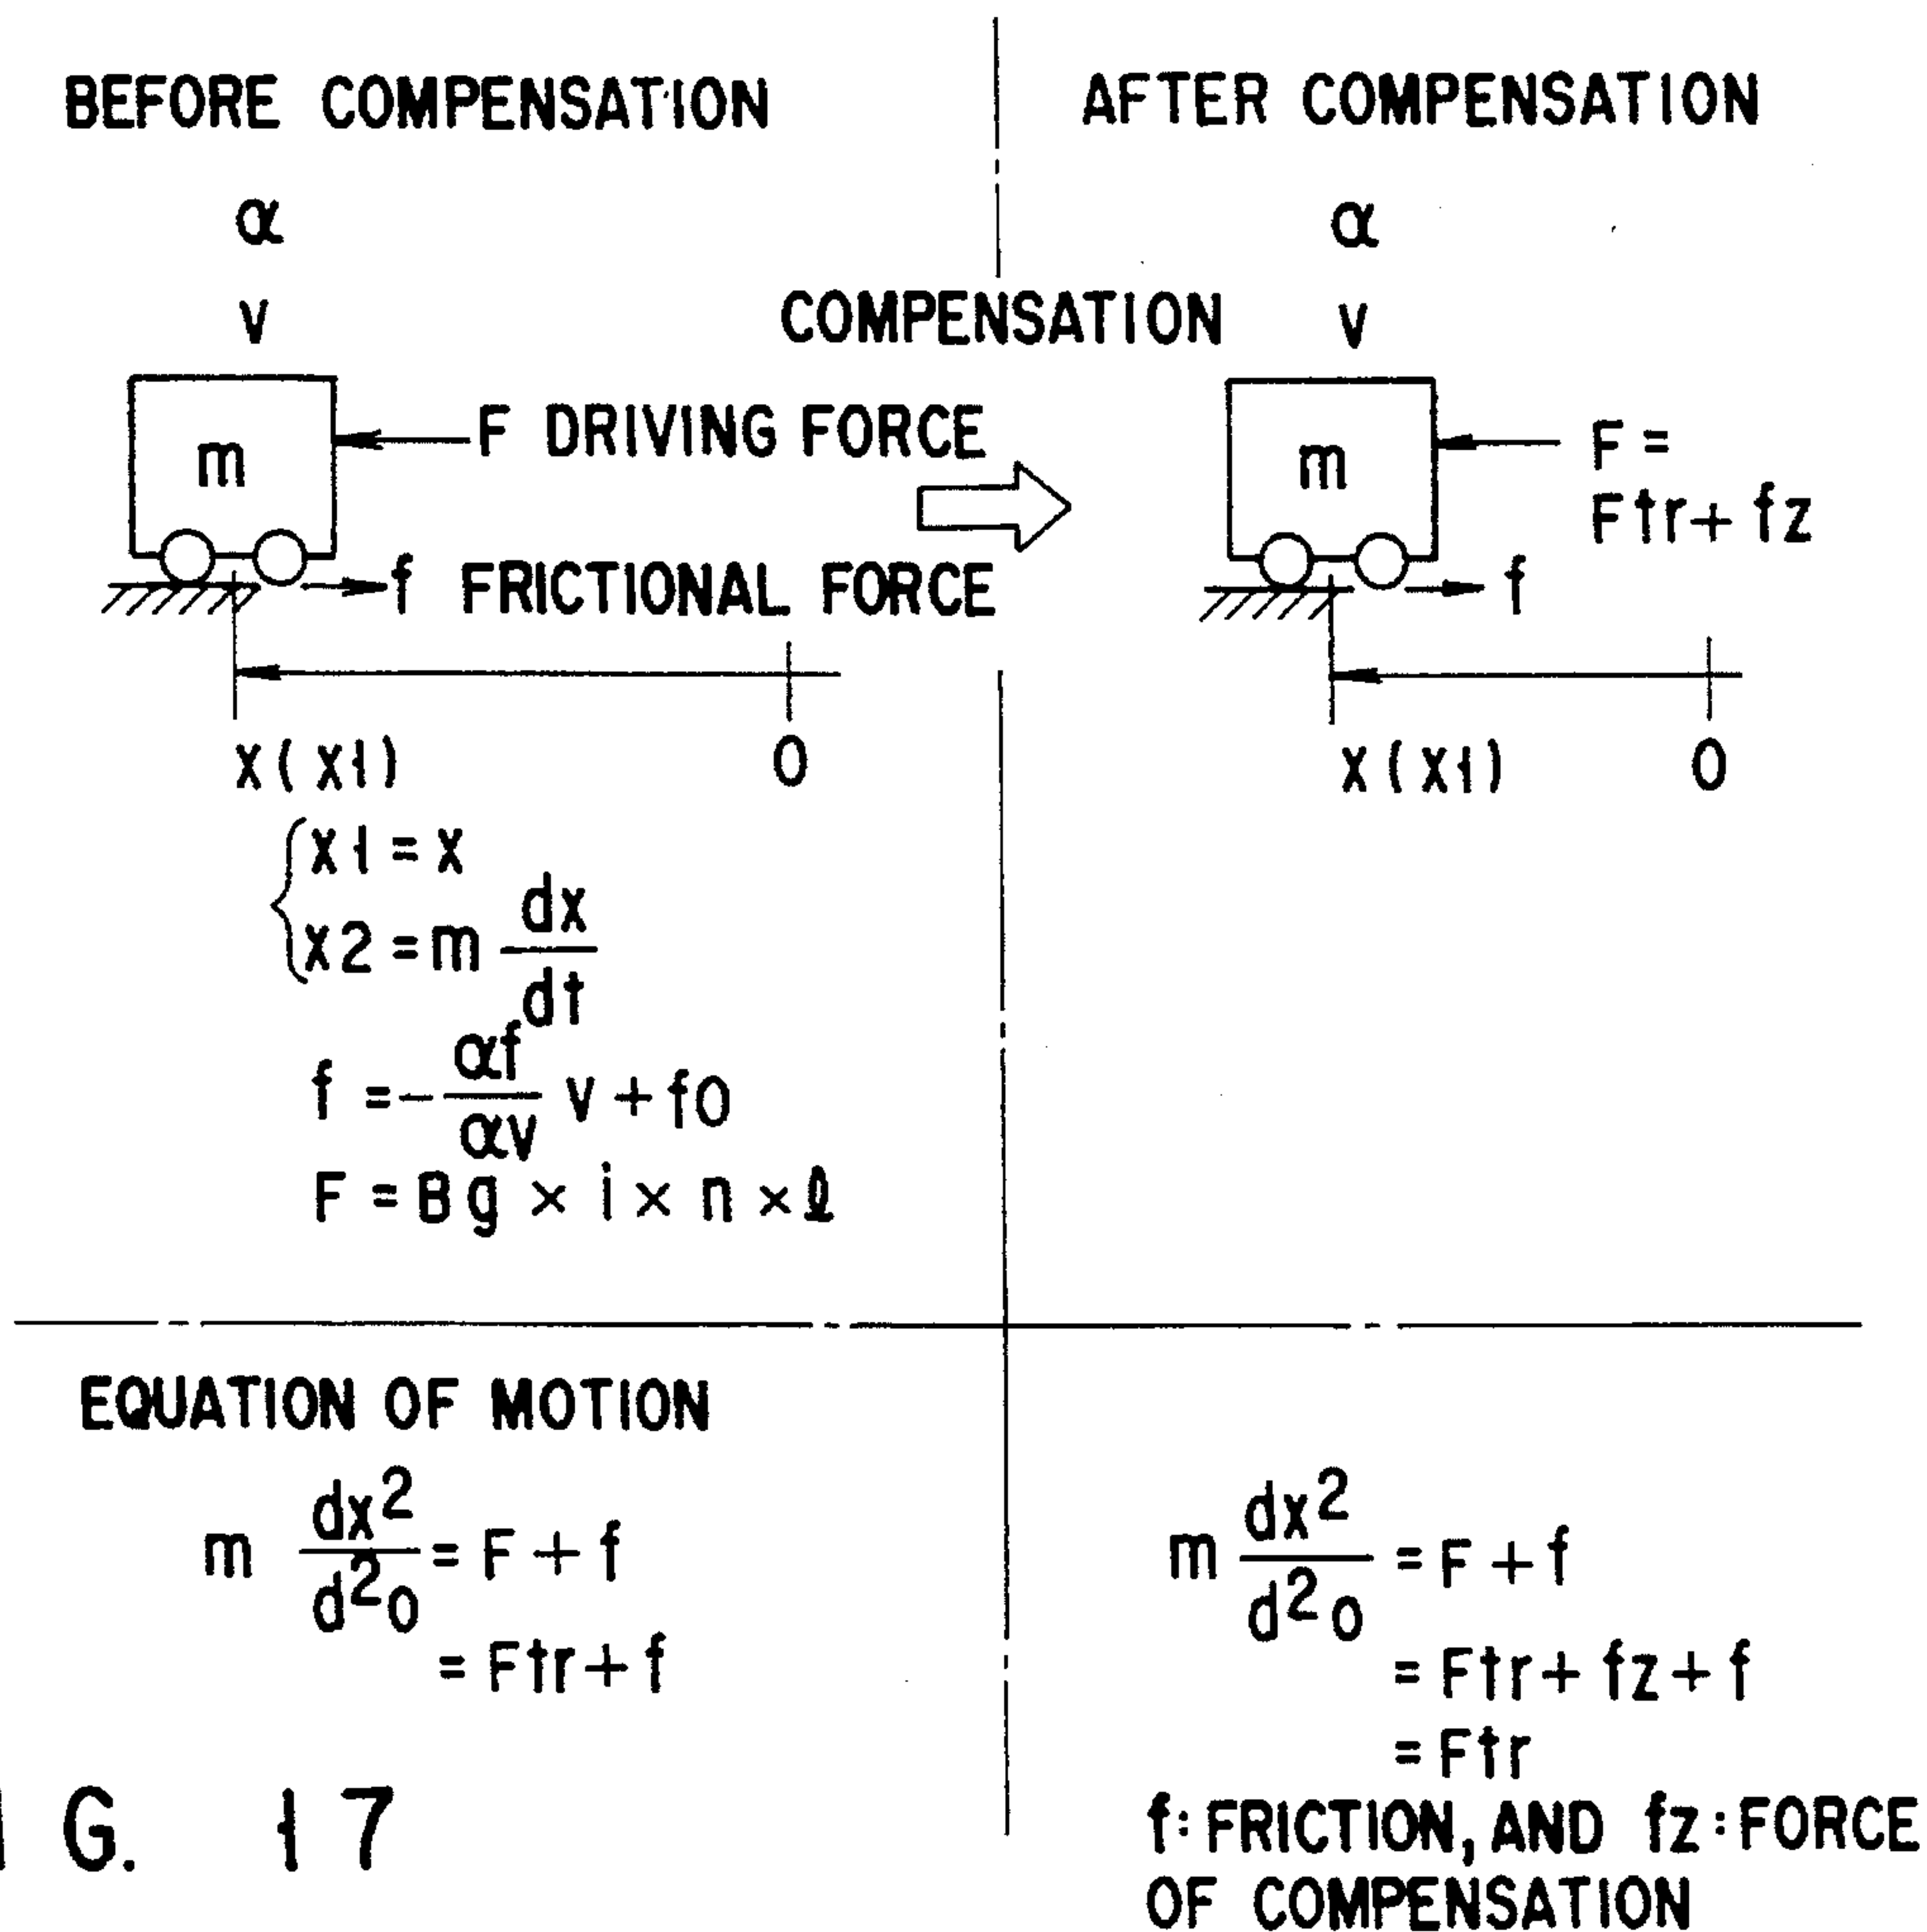 BEFORE COMPENSATION
α
v
m
F DRIVING FORCE
f FRICTIONAL FORCE
x(x1)
0
x1=x
x2=m dx/dt
f=-αf/αv v+f0
F=Bg×i×n×l
COMPENSATION
AFTER COMPENSATION
α
v
m
F=
Ftr+fz
f
x(x1)
0
EQUATION OF MOTION
m dx²/d²o=F+f
=Ftr+f
m dx²/d²o=F+f
=Ftr+fz+f
=Ftr
f:FRICTION, AND fz:FORCE
OF COMPENSATION
G. 17